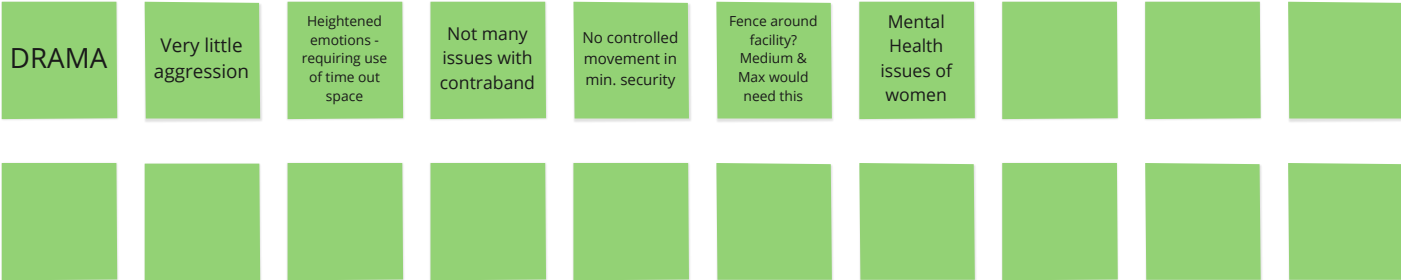 DRAMA
Very little
aggression
Heightened
emotions -
requiring use
of time out
space
Not many
issues with
contraband
No controlled
movement in
min. security
Fence around
facility?
Medium &
Max would
need this
Mental
Health
issues of
women